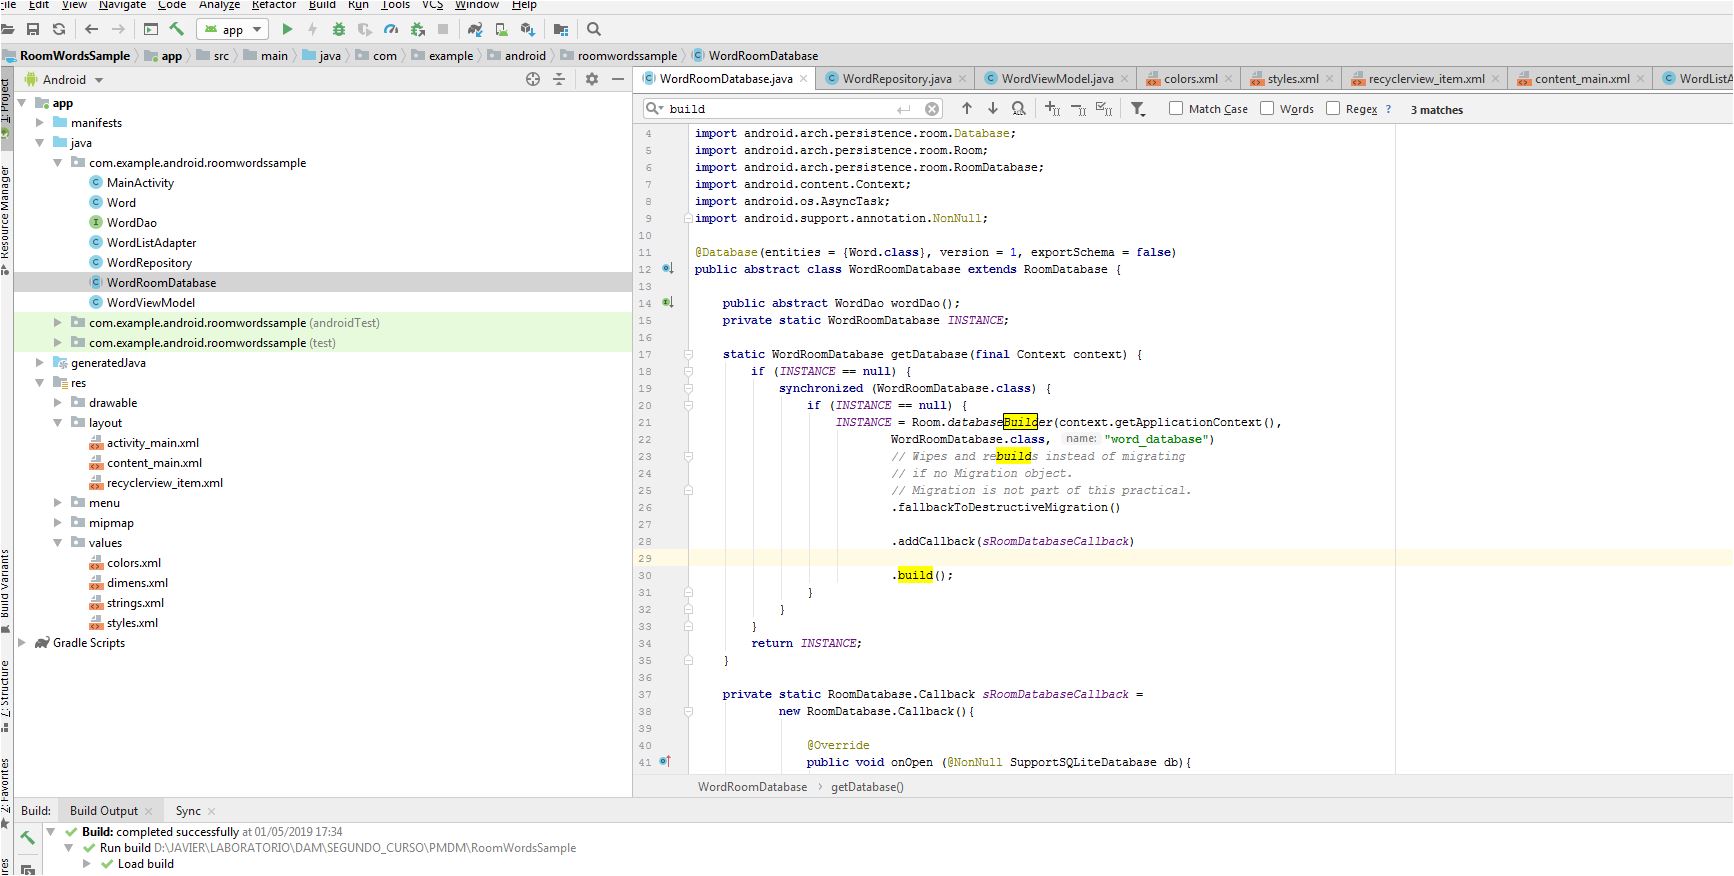 File Edit View Navigate Code Analyze Refactor Build Run Tools VCS Window Help
app
RoomWordsSample app src main java com example android roomwordssample WordRoomDatabase
Android
WordRoomDatabase.java WordRepository.java WordViewModel.java colors.xml styles.xml recyclerview_item.xml content_main.xml WordListA
build Match Case Words Regex ? 3 matches
1: Project
Resource Manager
Build Variants
Z: Structure
2: Favorites
app
manifests
java
com.example.android.roomwordssample
MainActivity
Word
WordDao
WordListAdapter
WordRepository
WordRoomDatabase
WordViewModel
com.example.android.roomwordssample (androidTest)
com.example.android.roomwordssample (test)
generatedJava
res
drawable
layout
activity_main.xml
content_main.xml
recyclerview_item.xml
menu
mipmap
values
colors.xml
dimens.xml
strings.xml
styles.xml
Gradle Scripts
4 import android.arch.persistence.room.Database;
5 import android.arch.persistence.room.Room;
6 import android.arch.persistence.room.RoomDatabase;
7 import android.content.Context;
8 import android.os.AsyncTask;
9 import android.support.annotation.NonNull;
10
11 @Database(entities = {Word.class}, version = 1, exportSchema = false)
12 public abstract class WordRoomDatabase extends RoomDatabase {
13
14 public abstract WordDao wordDao();
15 private static WordRoomDatabase INSTANCE;
16
17 static WordRoomDatabase getDatabase(final Context context) {
18 if (INSTANCE == null) {
19 synchronized (WordRoomDatabase.class) {
20 if (INSTANCE == null) {
21 INSTANCE = Room.databaseBuilder(context.getApplicationContext(),
22 WordRoomDatabase.class, name: "word_database")
23 // Wipes and rebuilds instead of migrating
24 // if no Migration object.
25 // Migration is not part of this practical.
26 .fallbackToDestructiveMigration()
27
28 .addCallback(sRoomDatabaseCallback)
29
30 .build();
31 }
32 }
33 }
34 return INSTANCE;
35 }
36
37 private static RoomDatabase.Callback sRoomDatabaseCallback =
38 new RoomDatabase.Callback(){
39
40 @Override
41 public void onOpen (@NonNull SupportSQLiteDatabase db){
WordRoomDatabase getDatabase()
Build: Build Output Sync
Build: completed successfully at 01/05/2019 17:34
Run build D:\JAVIER\LABORATORIO\DAM\SEGUNDO_CURSO\PMDM\RoomWordsSample
Load build